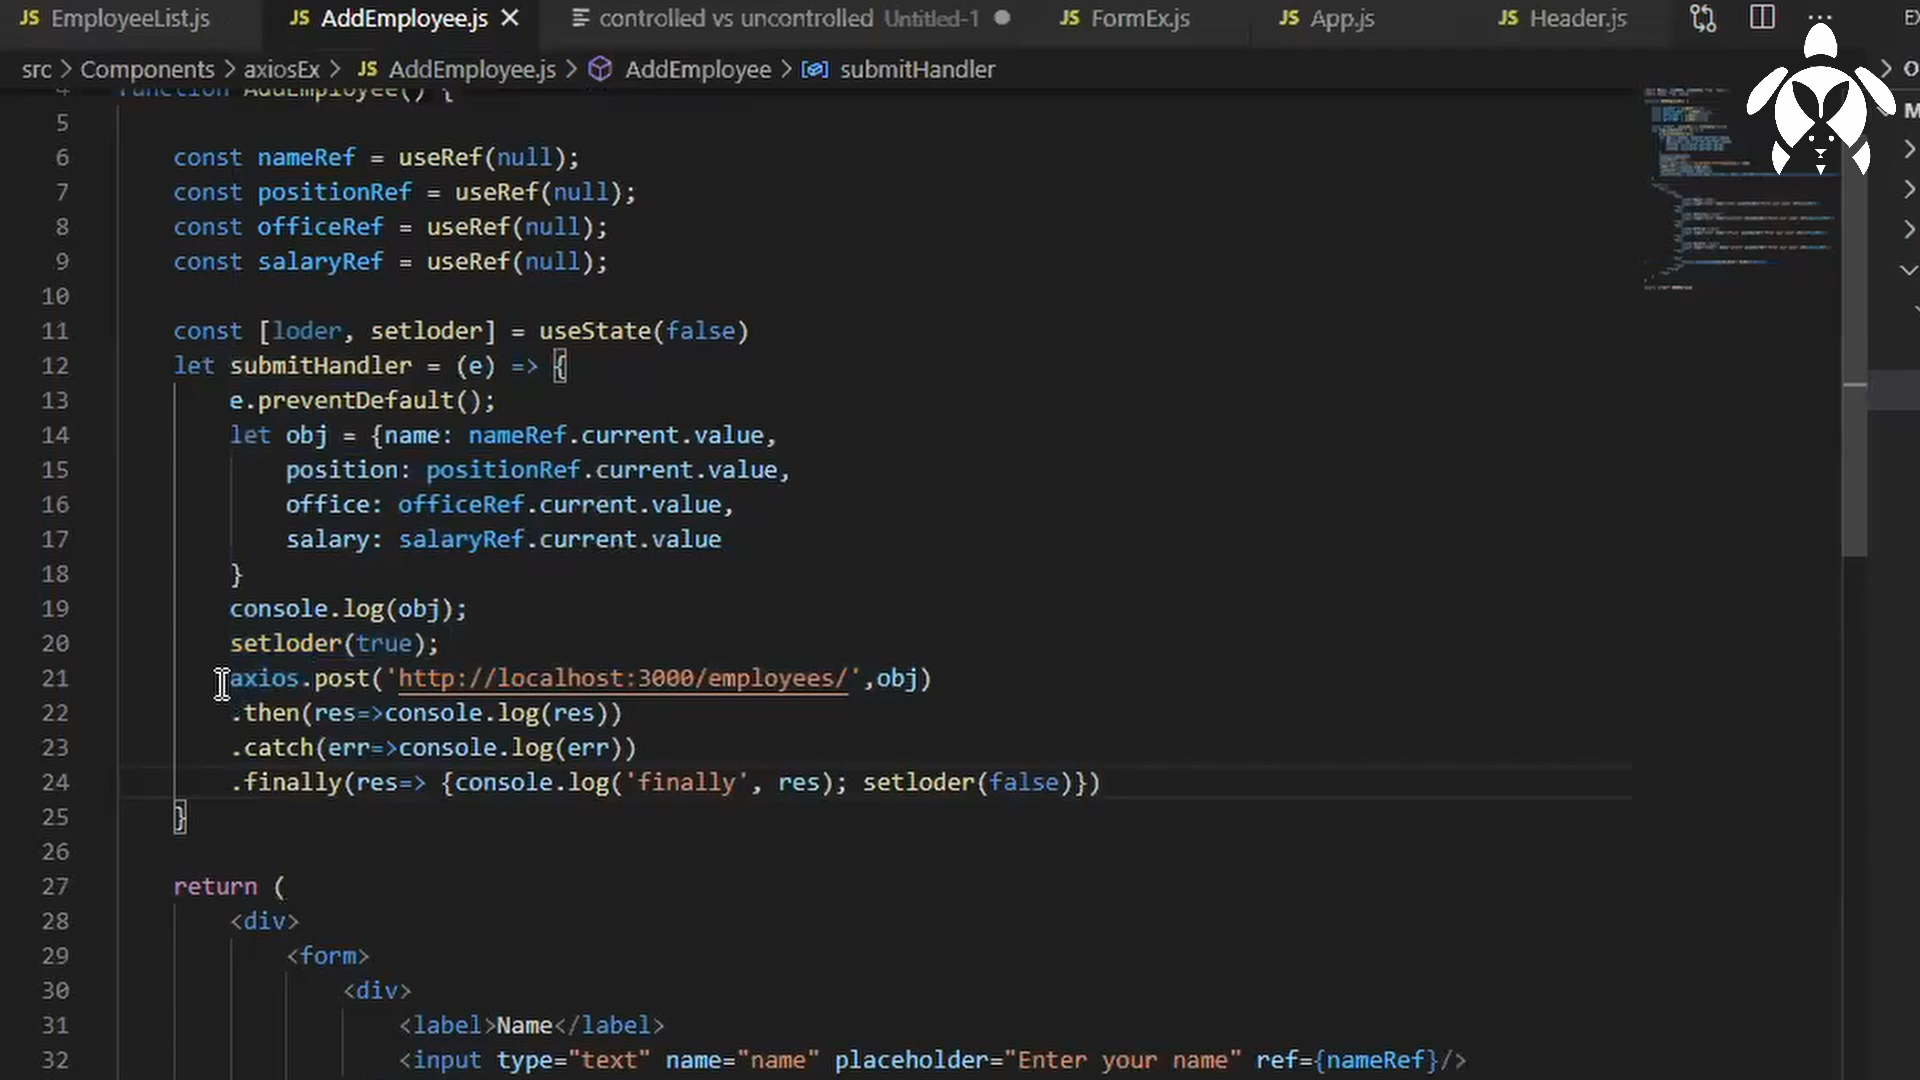 EmployeeList.js AddEmployee.js controlled vs uncontrolled Untitled-1 FormEx.js App.js Header.js
src > Components > axiosEx > JS AddEmployee.js > AddEmployee > submitHandler
4 function AddEmployee() {
5
6 const nameRef = useRef(null);
7 const positionRef = useRef(null);
8 const officeRef = useRef(null);
9 const salaryRef = useRef(null);
10
11 const [loder, setloder] = useState(false)
12 let submitHandler = (e) => {
13 e.preventDefault();
14 let obj = {name: nameRef.current.value,
15 position: positionRef.current.value,
16 office: officeRef.current.value,
17 salary: salaryRef.current.value
18 }
19 console.log(obj);
20 setloder(true);
21 axios.post('http://localhost:3000/employees/',obj)
22 .then(res=>console.log(res))
23 .catch(err=>console.log(err))
24 .finally(res=> {console.log('finally', res); setloder(false)})
25 }
26
27 return (
28 <div>
29 <form>
30 <div>
31 <label>Name</label>
32 <input type="text" name="name" placeholder="Enter your name" ref={nameRef}/>